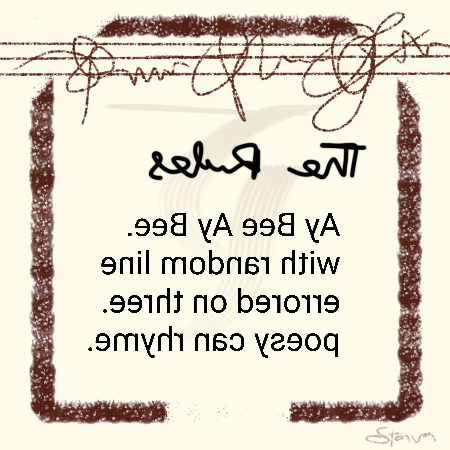 The Rules
Ay Bee Ay Bee.
with random line
errored on three.
poesy can rhyme.